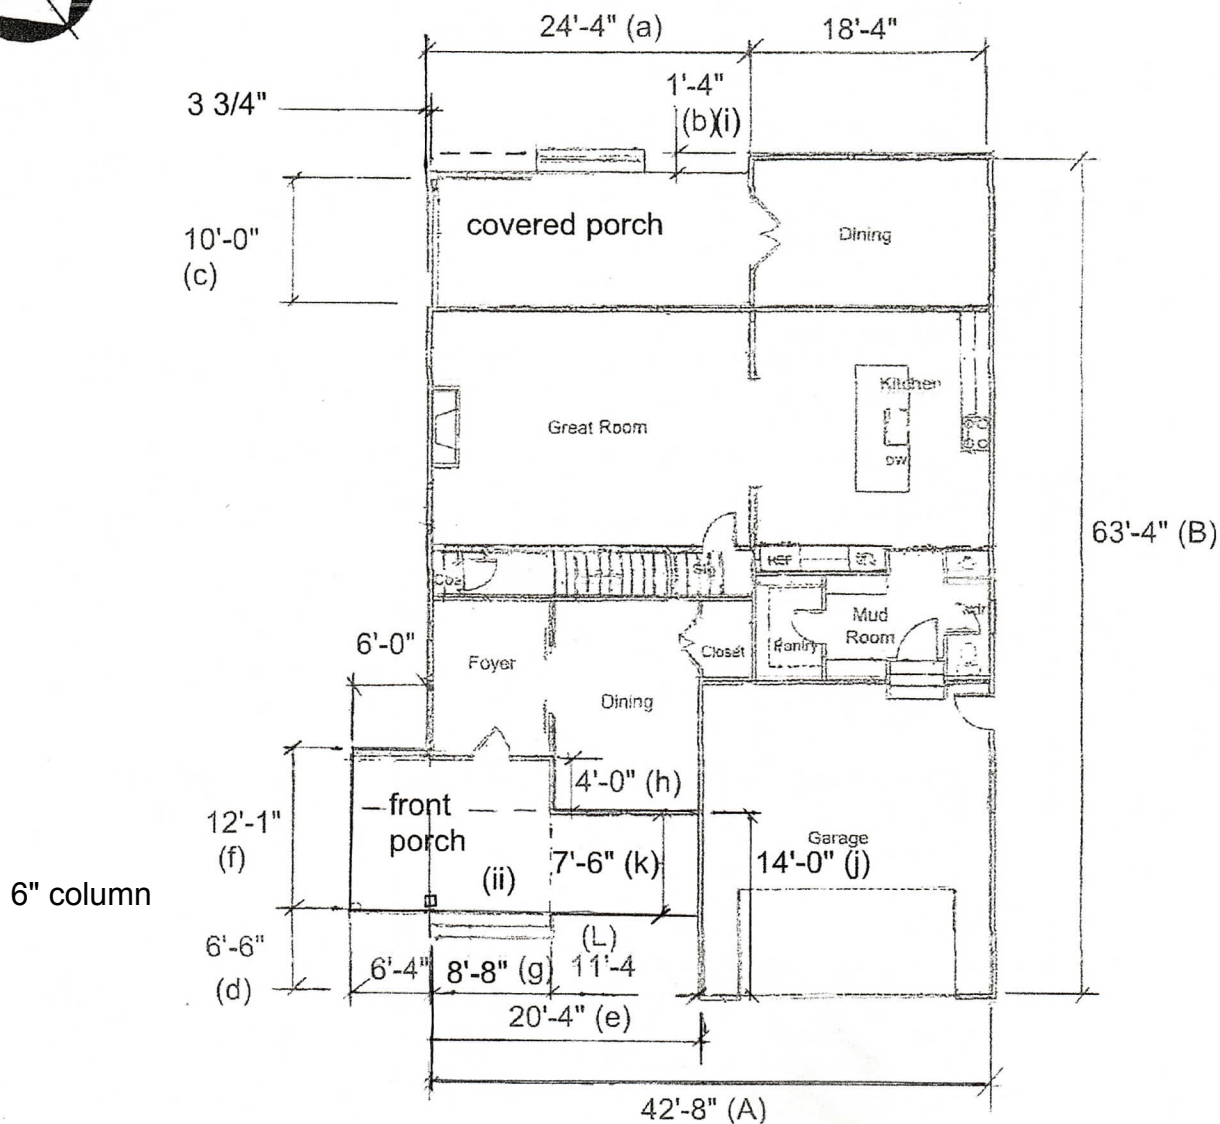 24'-4" (a)
18'-4"
3 3/4"
1'-4"
(b)(i)
10'-0"
(c)
covered porch
Dining
Kitchen
Great Room
DW
63'-4" (B)
REF
Mud
Room
6'-0"
Foyer
Closet
Pantry
Dining
4'-0" (h)
front
porch
12'-1"
(f)
Garage
7'-6" (k)
14'-0" (j)
(ii)
6" column
6'-6"
(d)
(L)
6'-4"
8'-8" (g)
11'-4
20'-4" (e)
42'-8" (A)